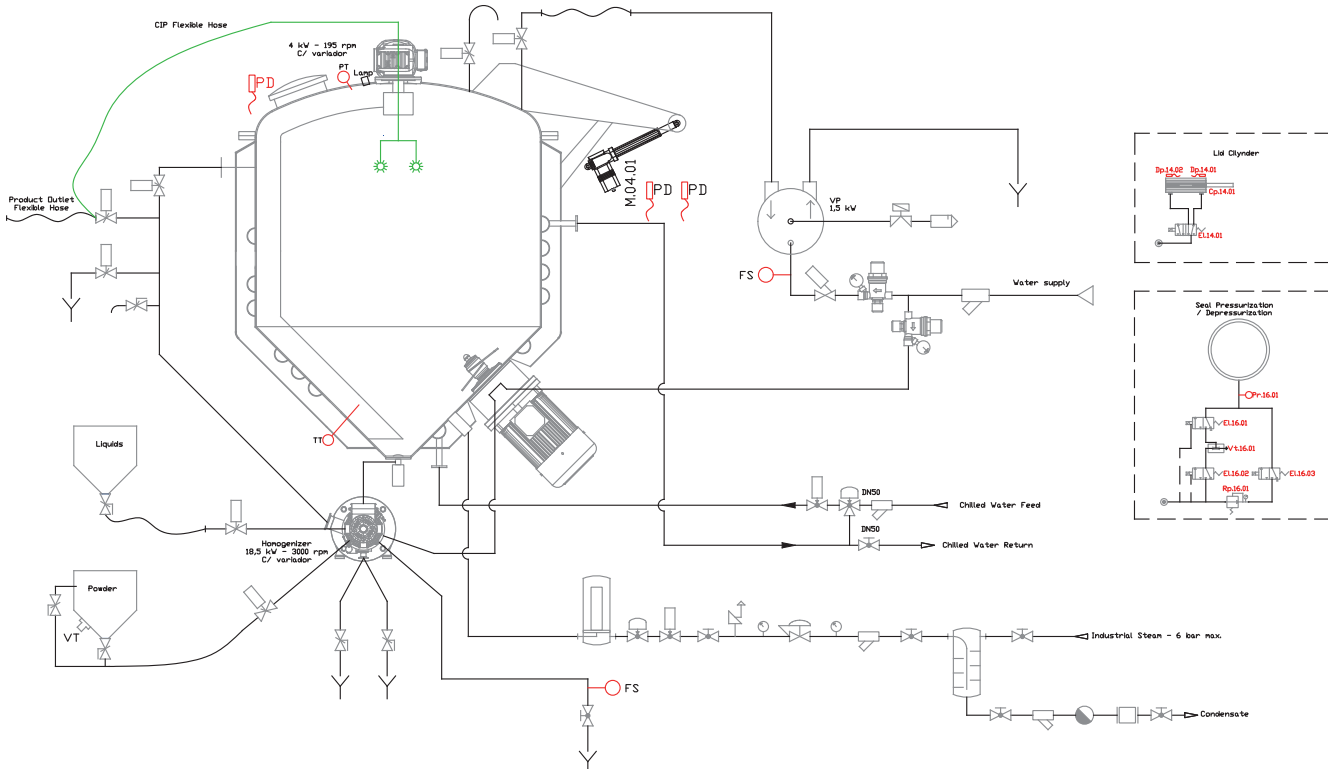 CIP Flexible Hose
4 kW - 195 rpm
C/ variador
PT
Lamp
PD
M.04.01
PD
PD
Product Outlet
Flexible Hose
VP
1,5 kW
FS
Water supply
Lid Cilynder
Dp.14.02
Dp.14.01
Cp.14.01
El.14.01
Seal Pressurization
/ Depressurization
Pr.16.01
El.16.01
Vt.16.01
El.16.02
El.16.03
Rp.16.01
TT
Liquids
Homogenizer
18,5 kW - 3000 rpm
C/ variador
DN50
Chilled Water Feed
DN50
Chilled Water Return
Powder
VT
Industrial Steam - 6 bar max.
FS
Condensate